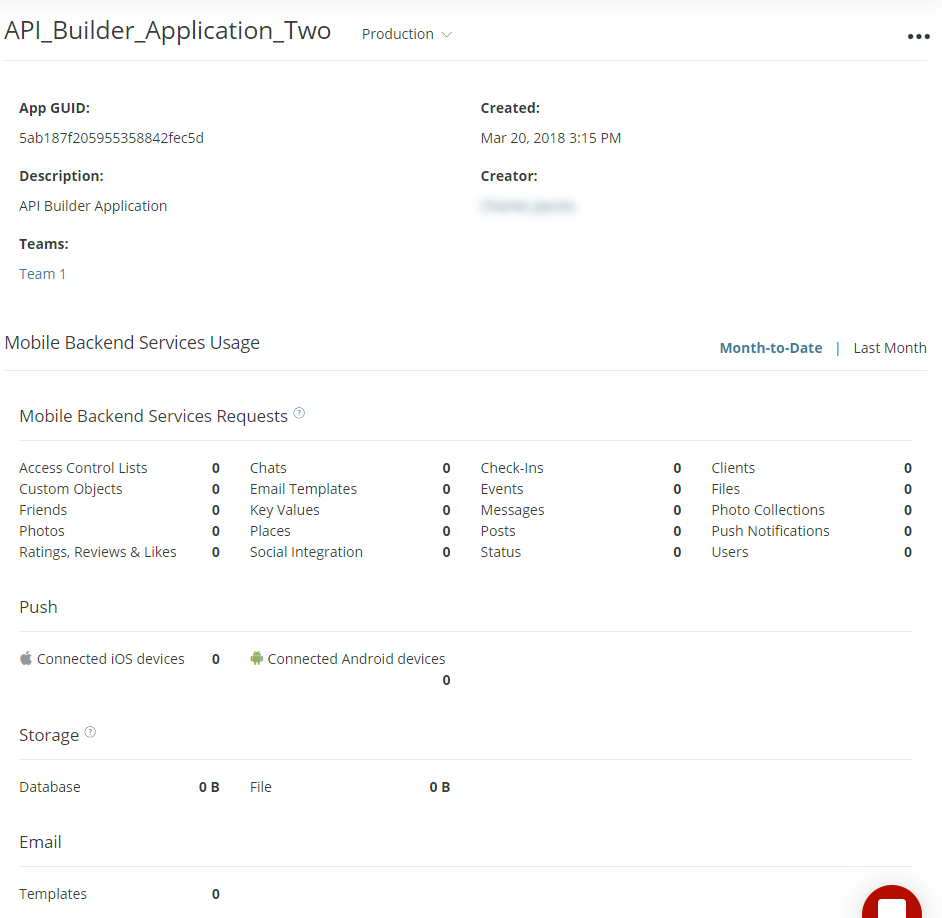 API_Builder_Application_Two Production
App GUID: Created:
5ab187f205955358842fec5d Mar 20, 2018 3:15 PM
Description: Creator:
API Builder Application
Teams:
Team 1
Mobile Backend Services Usage
Month-to-Date | Last Month
Mobile Backend Services Requests ?
Access Control Lists 0 Chats 0 Check-Ins 0 Clients 0
Custom Objects 0 Email Templates 0 Events 0 Files 0
Friends 0 Key Values 0 Messages 0 Photo Collections 0
Photos 0 Places 0 Posts 0 Push Notifications 0
Ratings, Reviews & Likes 0 Social Integration 0 Status 0 Users 0
Push
Connected iOS devices 0 Connected Android devices
0
Storage ?
Database 0 B File 0 B
Email
Templates 0